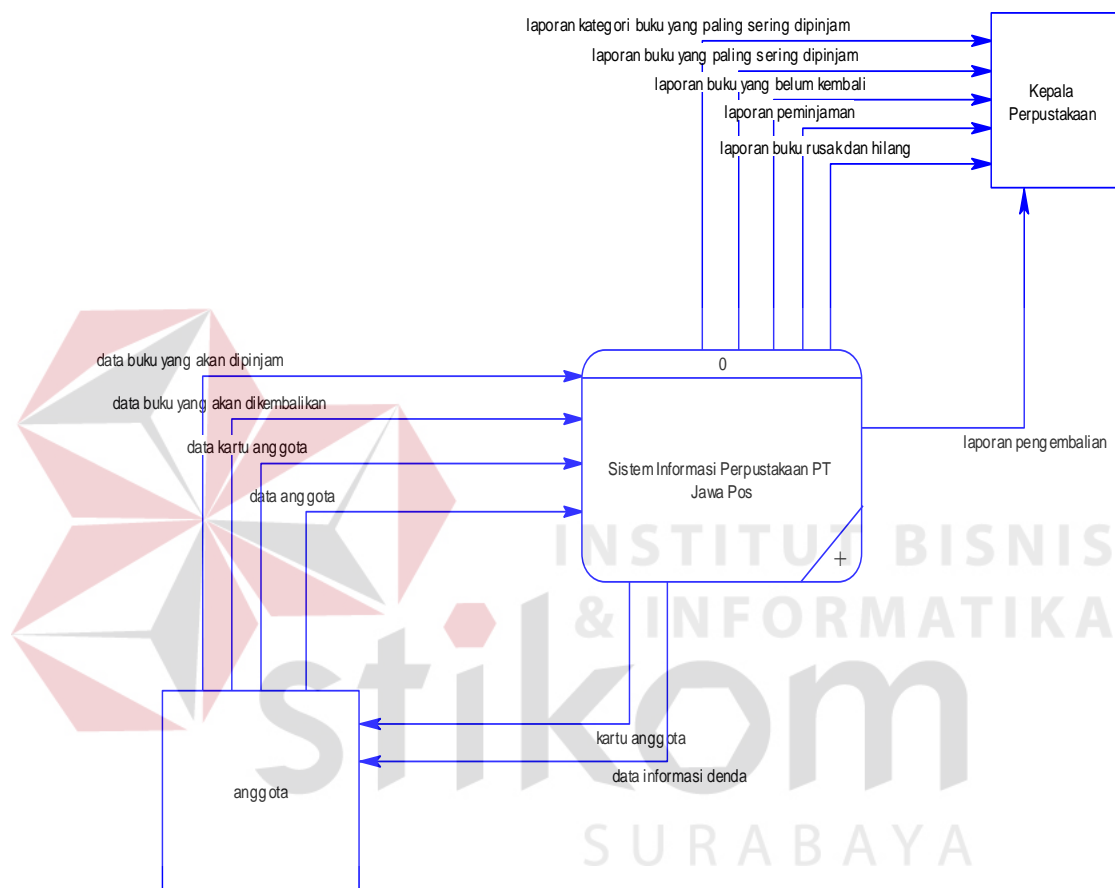 laporan kategori buku yang paling sering dipinjam
laporan buku yang paling sering dipinjam
laporan buku yang belum kembali
laporan peminjaman
laporan buku rusak dan hilang
Kepala
Perpustakaan
data buku yang akan dipinjam
data buku yang akan dikembalikan
data kartu anggota
data anggota
0
Sistem Informasi Perpustakaan PT
Jawa Pos
+
laporan pengembalian
INSTITUT BISNIS
& INFORMATIKA
stikom
SURABAYA
kartu anggota
data informasi denda
anggota